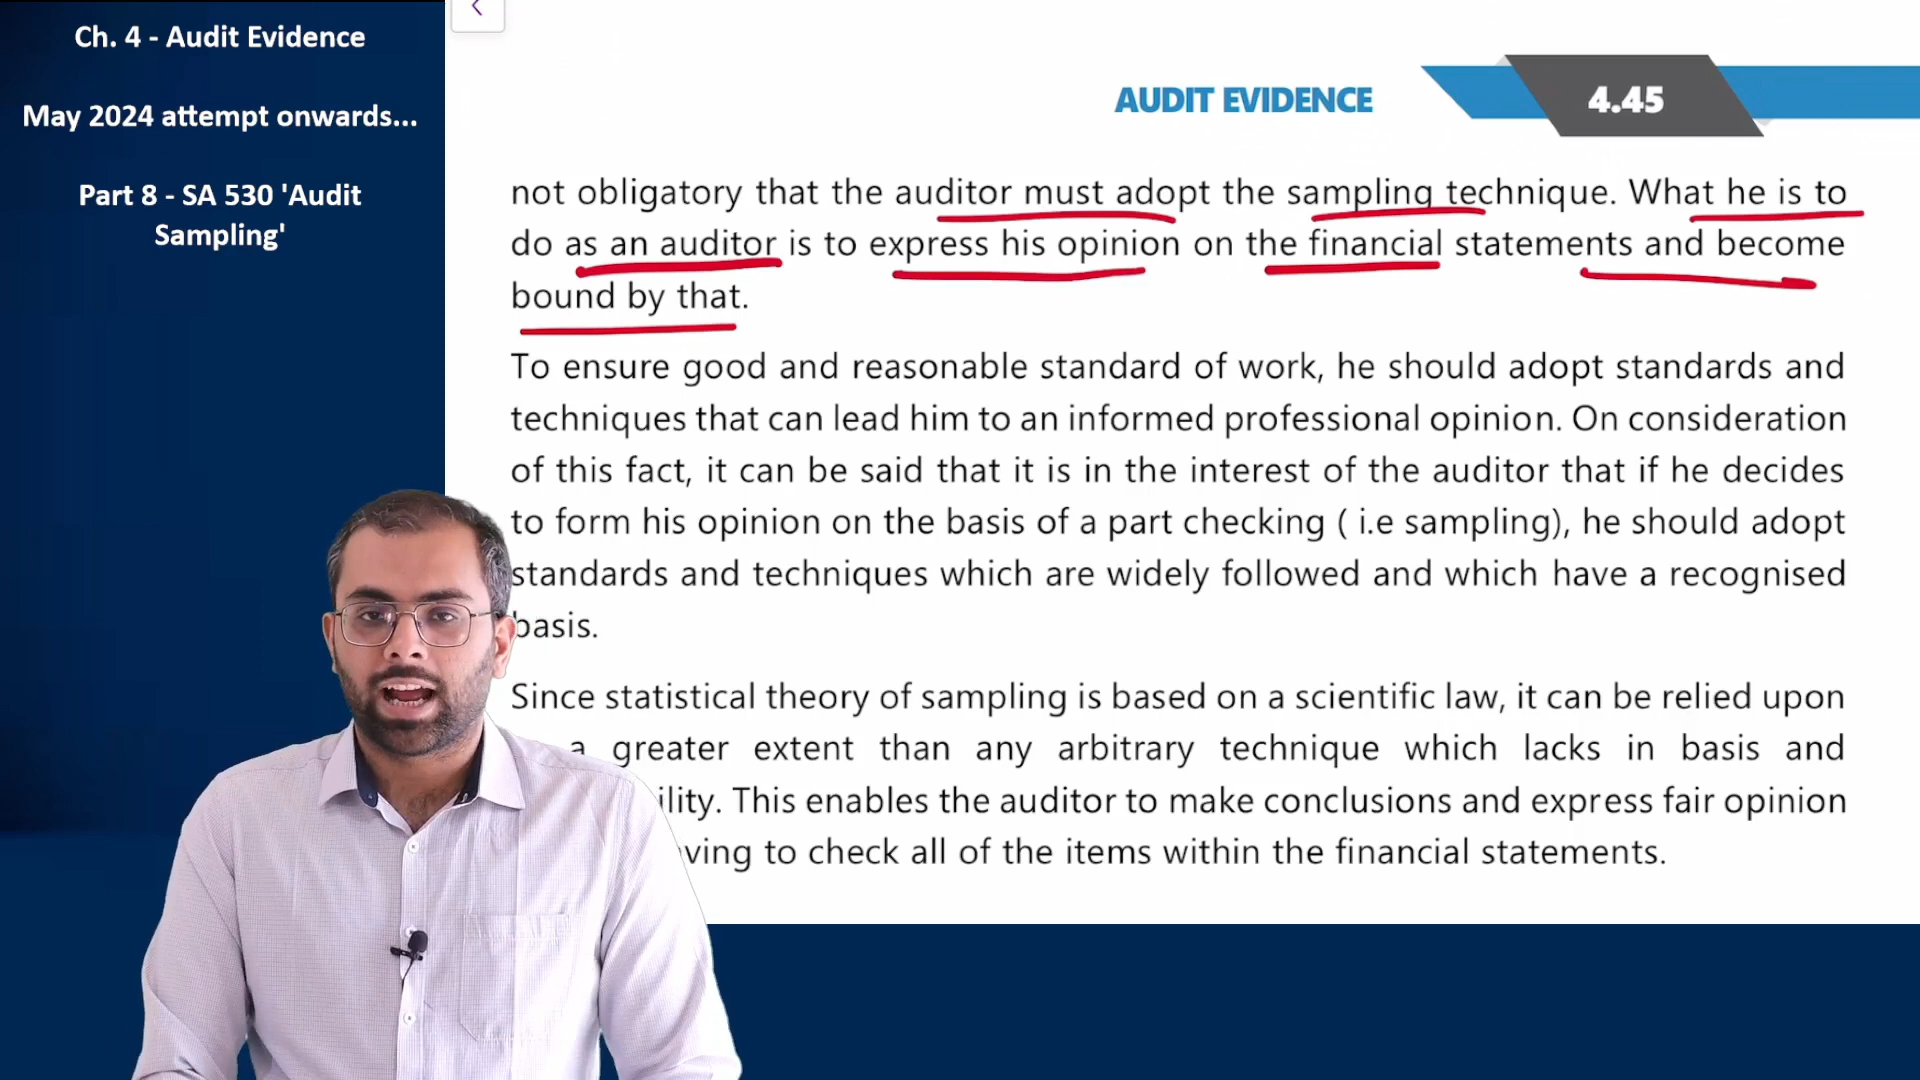 Ch. 4 - Audit Evidence
May 2024 attempt onwards...
Part 8 - SA 530 'Audit
Sampling'
AUDIT EVIDENCE
4.45
not obligatory that the auditor must adopt the sampling technique. What he is to
do as an auditor is to express his opinion on the financial statements and become
bound by that.
To ensure good and reasonable standard of work, he should adopt standards and
techniques that can lead him to an informed professional opinion. On consideration
of this fact, it can be said that it is in the interest of the auditor that if he decides
to form his opinion on the basis of a part checking ( i.e sampling), he should adopt
standards and techniques which are widely followed and which have a recognised
basis.
Since statistical theory of sampling is based on a scientific law, it can be relied upon
a greater extent than any arbitrary technique which lacks in basis and
ility. This enables the auditor to make conclusions and express fair opinion
ving to check all of the items within the financial statements.